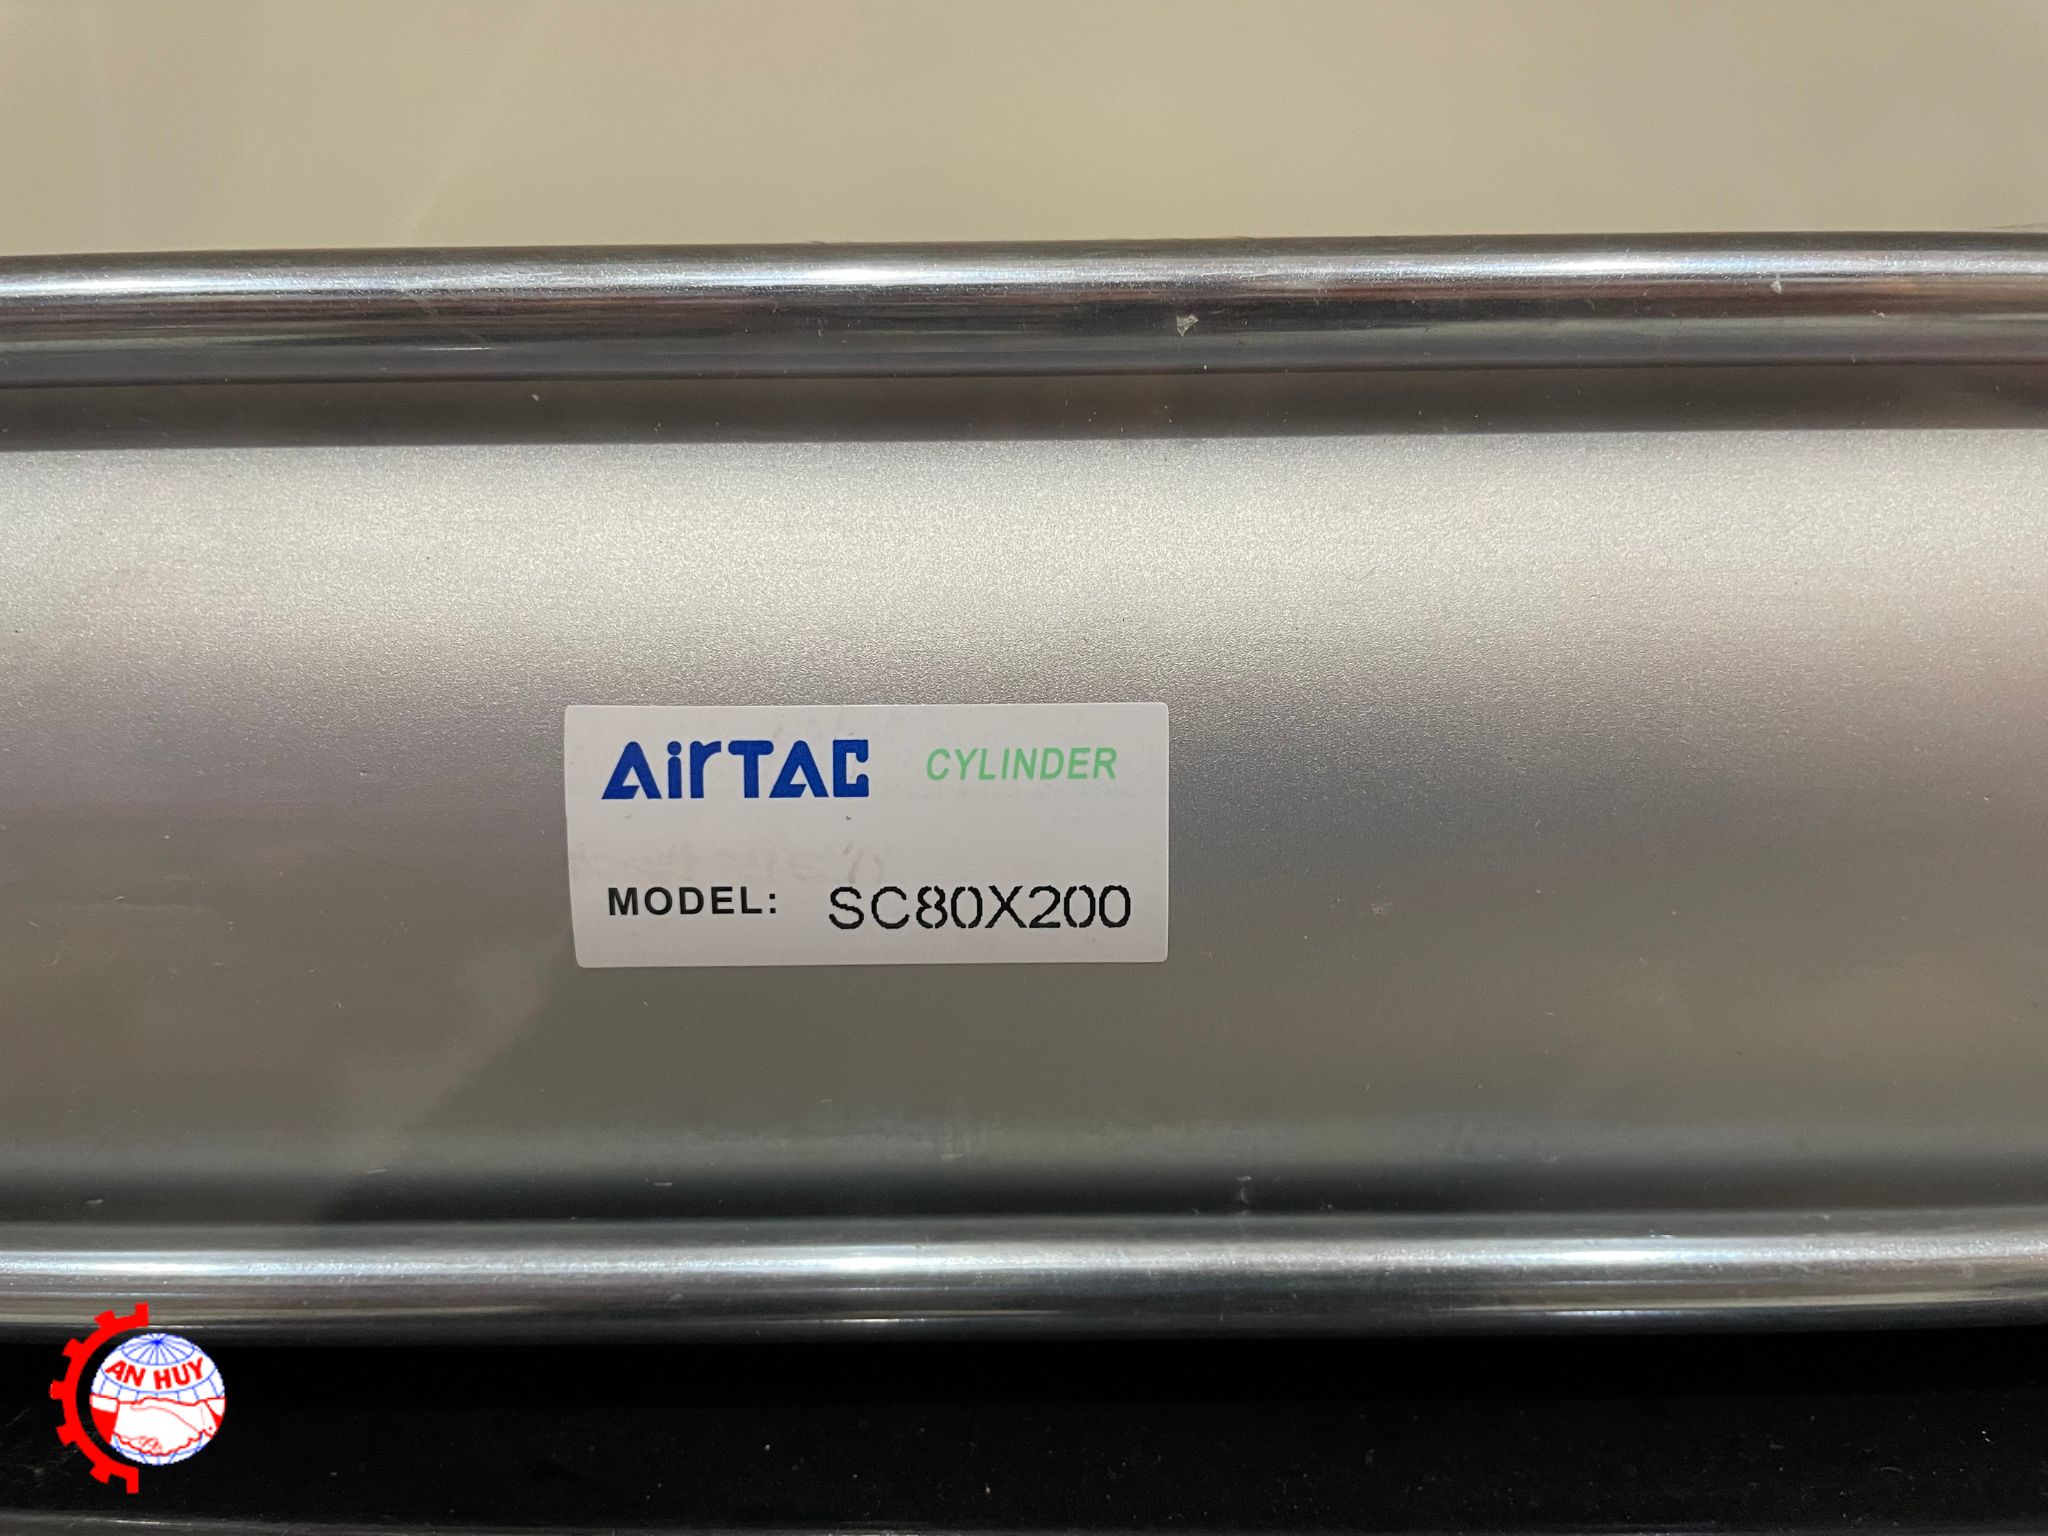 AirTAC CYLINDER
MODEL: SC80X200
AN HUY